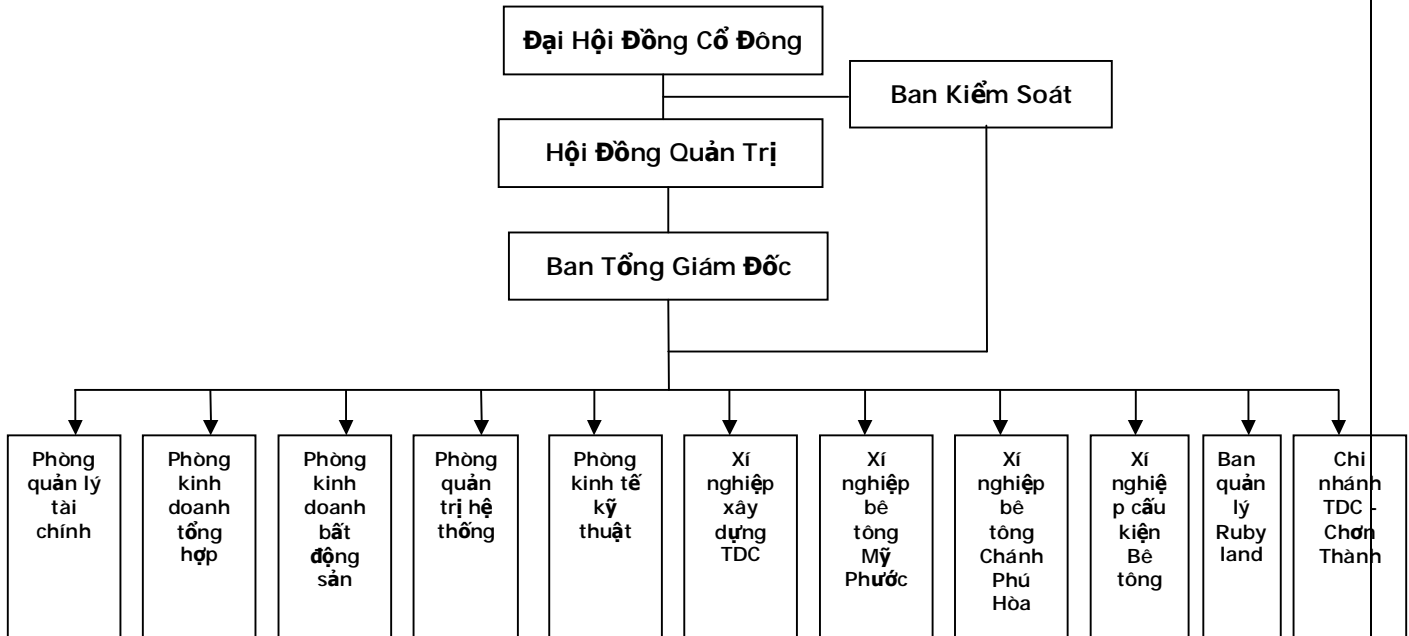 Đại Hội Đồng Cổ Đông
Ban Kiểm Soát
Hội Đồng Quản Trị
Ban Tổng Giám Đốc
Phòng
quản lý
tài
chính
Phòng
kinh
doanh
tổng
hợp
Phòng
kinh
doanh
bất
động
sản
Phòng
quản
trị hệ
thống
Phòng
kinh tế
kỹ
thuật
Xí
nghiệp
xây
dựng
TDC
Xí
nghiệp
bê
tông
Mỹ
Phước
Xí
nghiệp
bê
tông
Chánh
Phú
Hòa
Xí
nghiệ
p cấu
kiện
Bê
tông
Ban
quản
lý
Ruby
land
Chi
nhánh
TDC -
Chơn
Thành